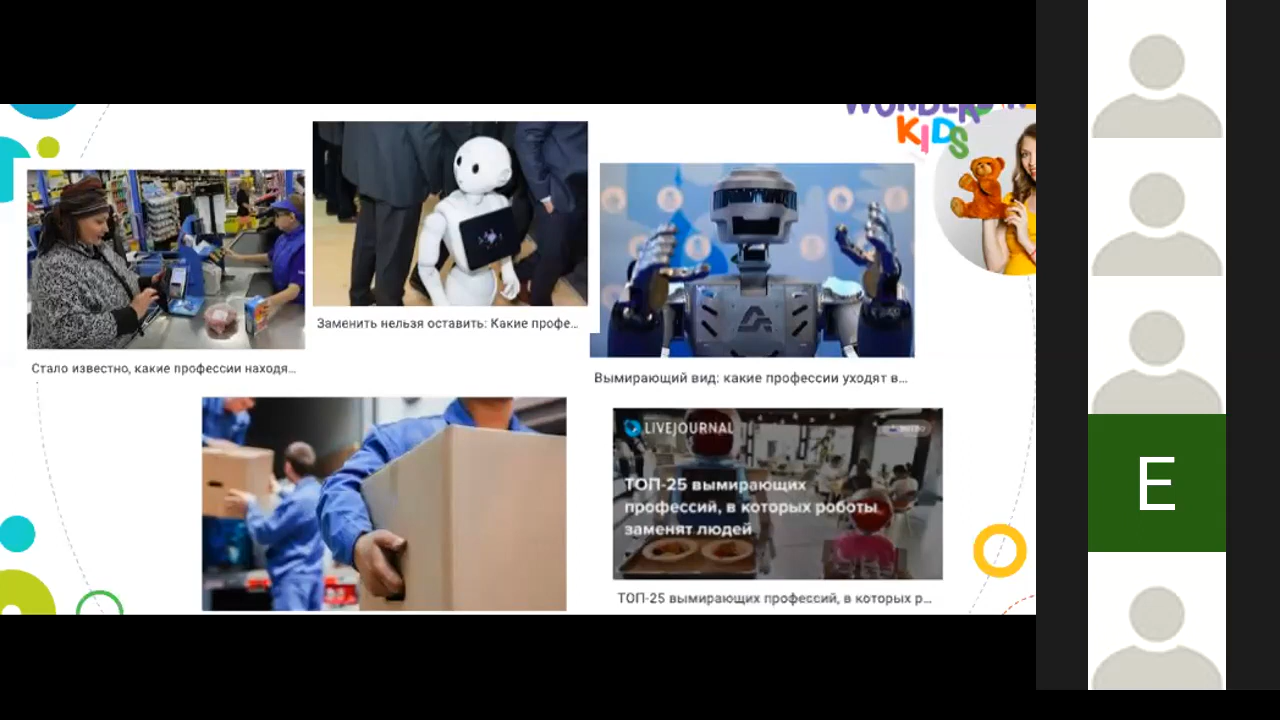 KIDS
Заменить нельзя оставить: Какие профе...
Стало известно, какие профессии находя...
Вымирающий вид: какие профессии уходят в...
LIVEJOURNAL
ТОП-25 вымирающих
профессий, в которых роботы
заменят людей
ТОП-25 вымирающих профессий, в которых р...
E